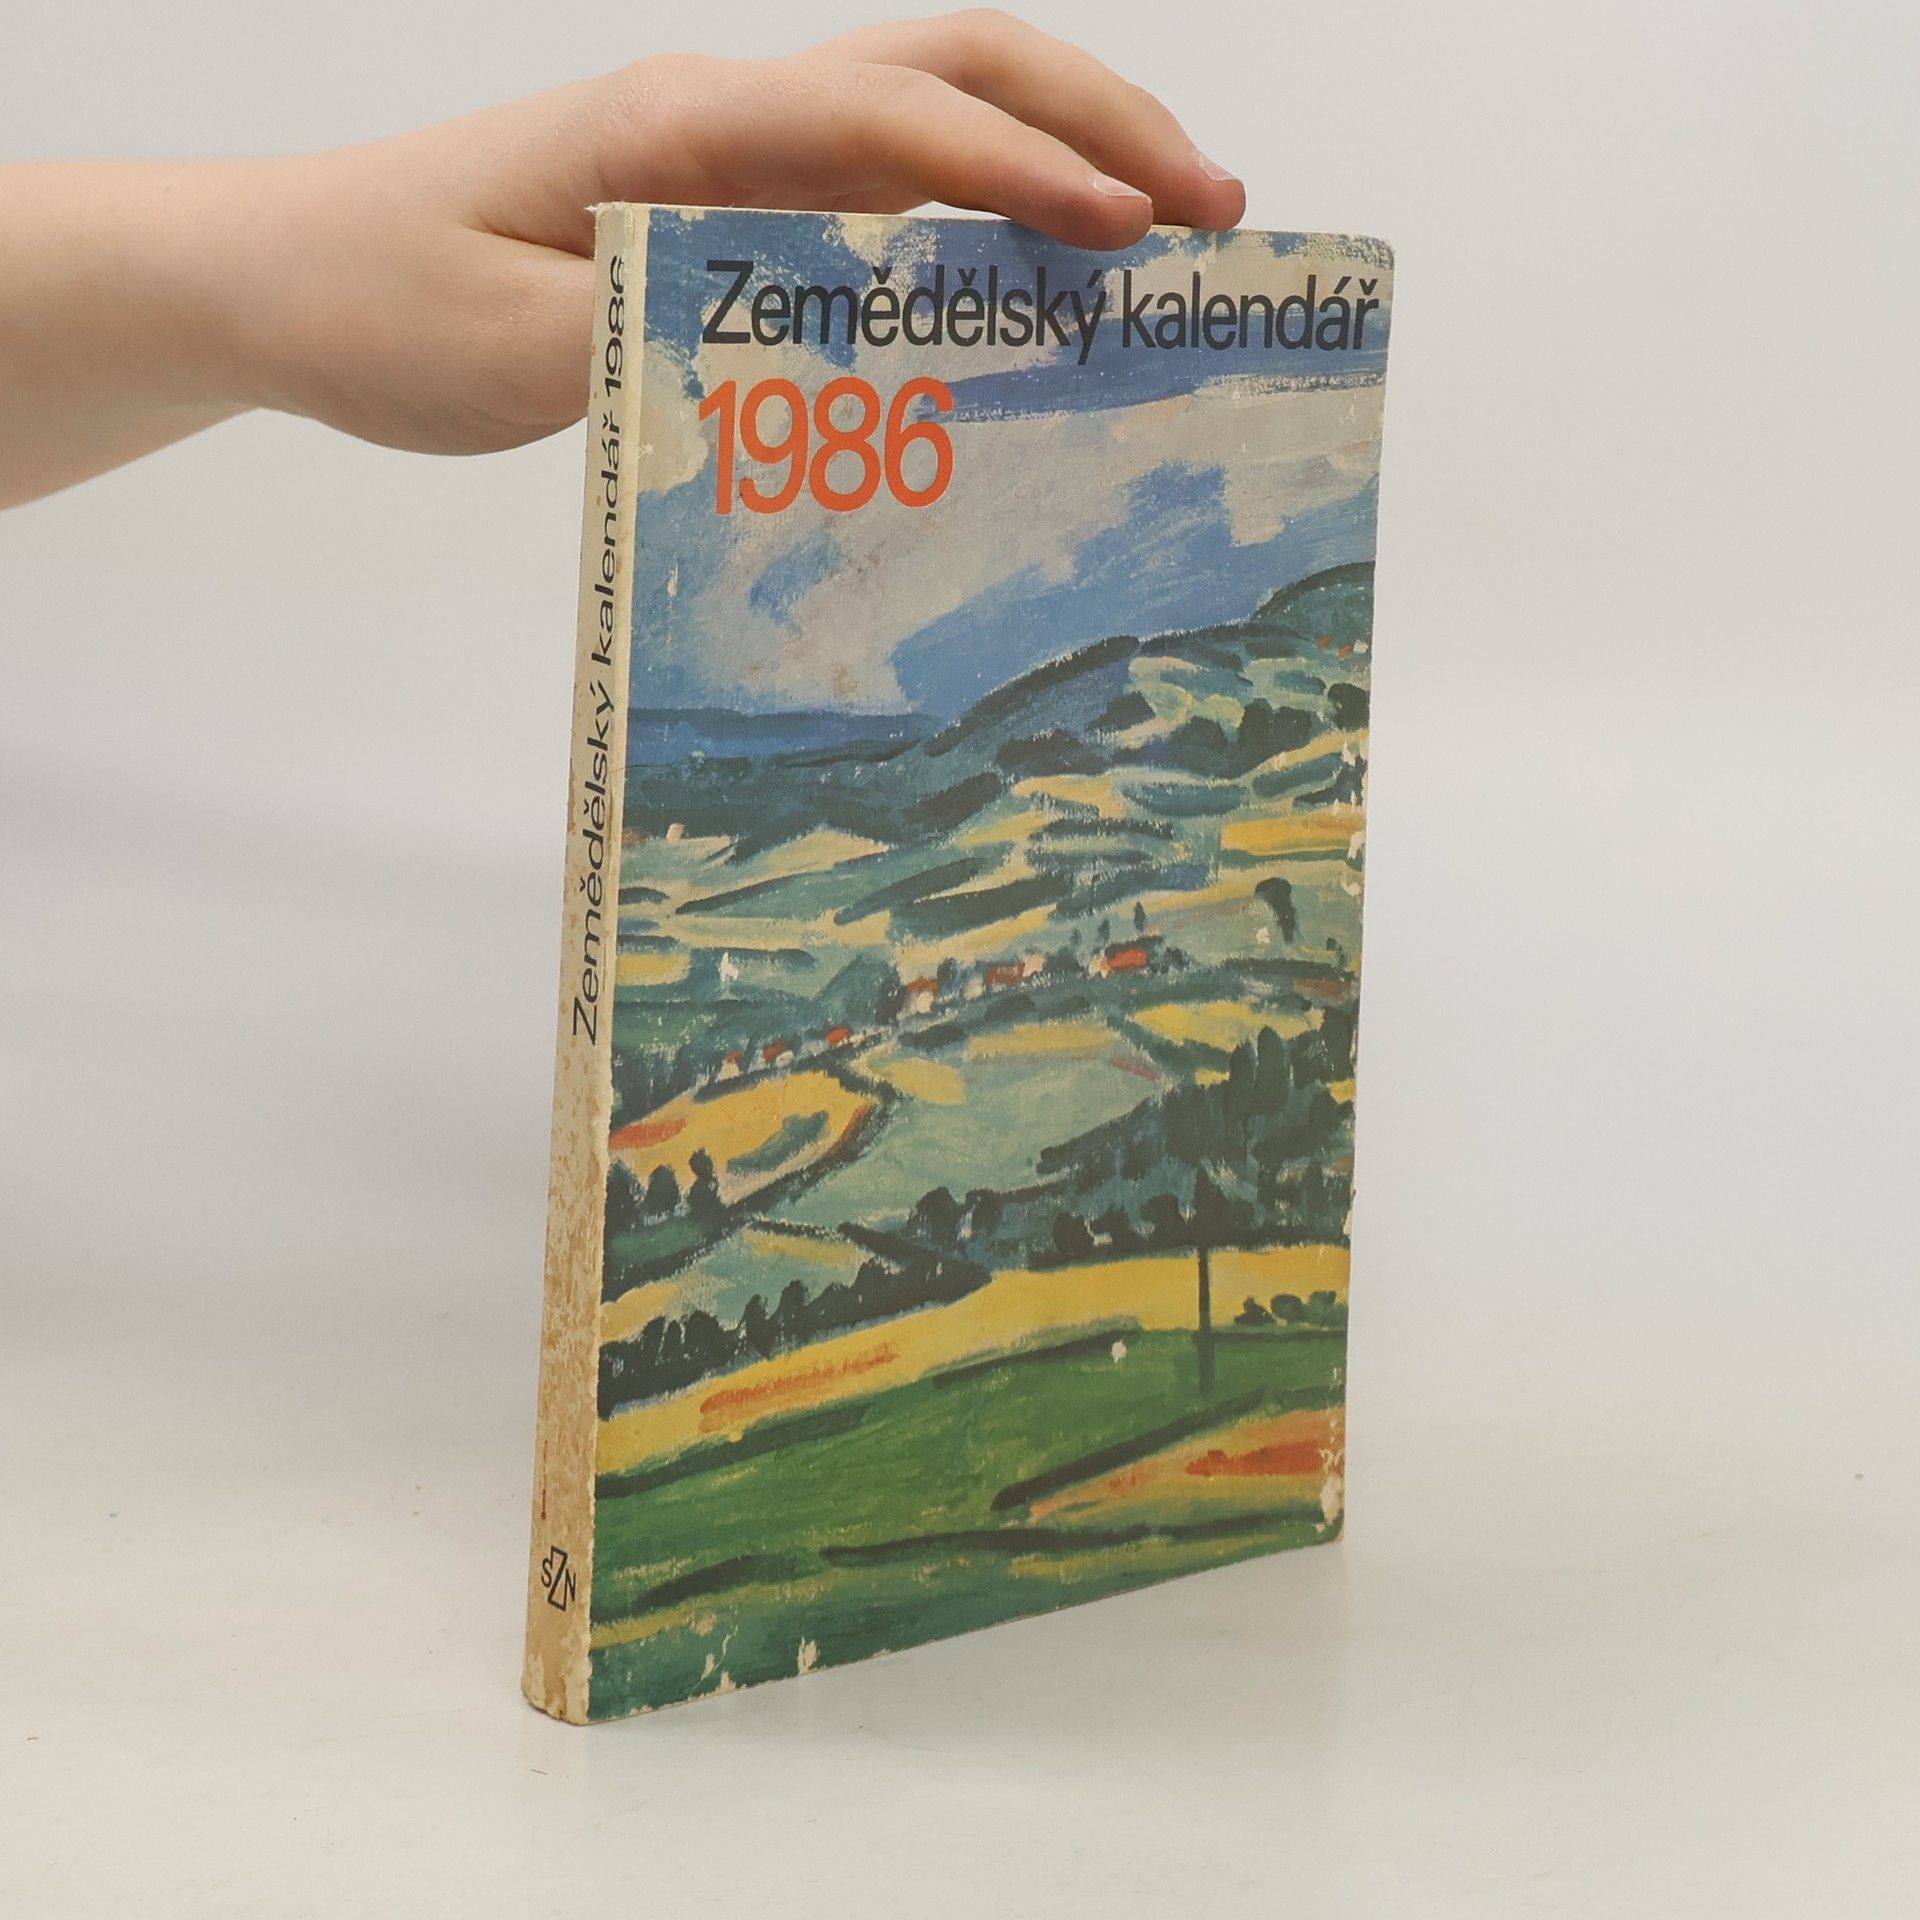 Zemědělský kalendář
1986
Zemědělský kalendář 1986
SZN